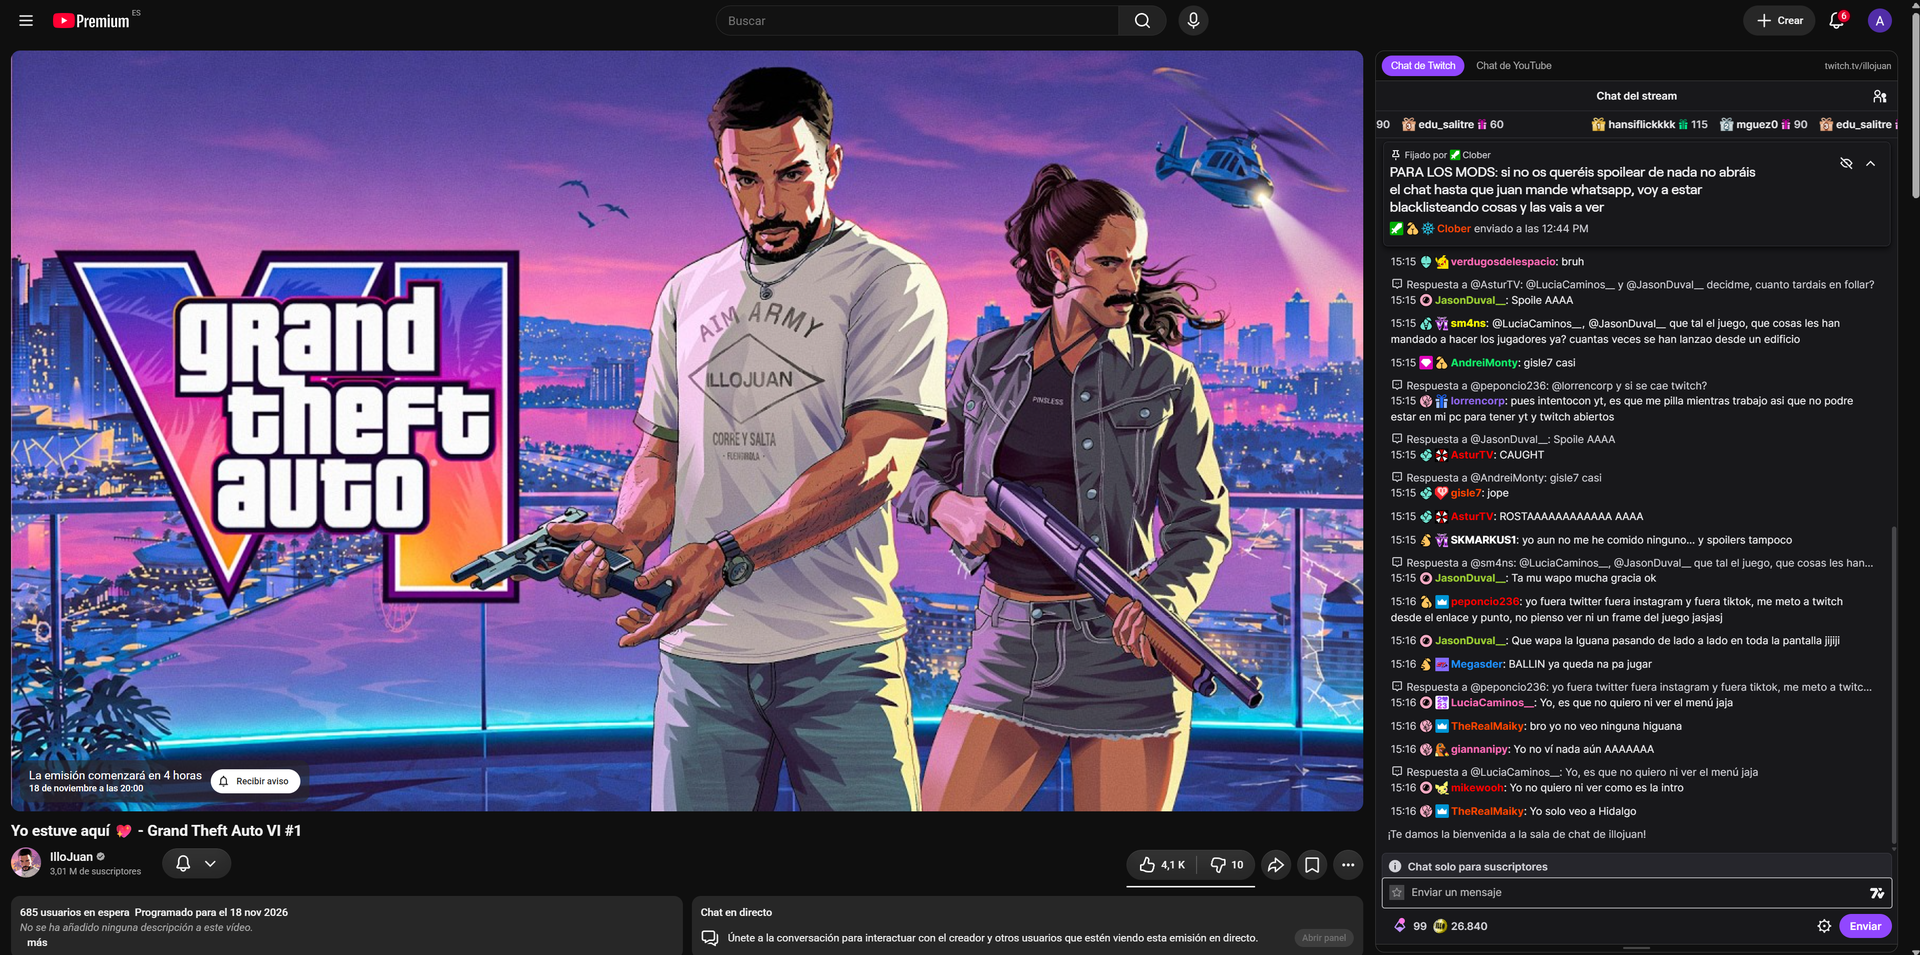 Premium ES
Buscar
Crear
6
A
VI
grand
theft
auto
AIM ARMY
ILLOJUAN
CORRE Y SALTA
- FUENGIROLA -
PINSLESS
La emisión comenzará en 4 horas
18 de noviembre a las 20:00
Recibir aviso
Yo estuve aquí 💖 - Grand Theft Auto VI #1
IlloJuan
3,01 M de suscriptores
4,1 K
10
685 usuarios en espera Programado para el 18 nov 2026
No se ha añadido ninguna descripción a este vídeo.
más
Chat en directo
Únete a la conversación para interactuar con el creador y otros usuarios que estén viendo esta emisión en directo.
Abrir panel
Chat de Twitch
Chat de YouTube
twitch.tv/illojuan
Chat del stream
90 edu_salitre 60 hansiflickkkk 115 mguez0 90 edu_salitre
Fijado por Clober
PARA LOS MODS: si no os queréis spoilear de nada no abráis
el chat hasta que juan mande whatsapp, voy a estar
blacklisteando cosas y las vais a ver
Clober enviado a las 12:44 PM
15:15 verdugosdelespacio: bruh
Respuesta a @AsturTV: @LuciaCaminos__ y @JasonDuval__ decidme, cuanto tardais en follar?
15:15 JasonDuval__: Spoile AAAA
15:15 sm4ns: @LuciaCaminos__, @JasonDuval__ que tal el juego, que cosas les han
mandado a hacer los jugadores ya? cuantas veces se han lanzao desde un edificio
15:15 AndreiMonty: gisle7 casi
Respuesta a @peponcio236: @lorrencorp y si se cae twitch?
15:15 lorrencorp: pues intentocon yt, es que me pilla mientras trabajo asi que no podre
estar en mi pc para tener yt y twitch abiertos
Respuesta a @JasonDuval__: Spoile AAAA
15:15 AsturTV: CAUGHT
Respuesta a @AndreiMonty: gisle7 casi
15:15 gisle7: jope
15:15 AsturTV: ROSTAAAAAAAAAAAA AAAA
15:15 SKMARKUS1: yo aun no me he comido ninguno... y spoilers tampoco
Respuesta a @sm4ns: @LuciaCaminos__, @JasonDuval__ que tal el juego, que cosas les han...
15:15 JasonDuval__: Ta mu wapo mucha gracia ok
15:16 peponcio236: yo fuera twitter fuera instagram y fuera tiktok, me meto a twitch
desde el enlace y punto, no pienso ver ni un frame del juego jasjasj
15:16 JasonDuval__: Que wapa la Iguana pasando de lado a lado en toda la pantalla jijiji
15:16 Megasder: BALLIN ya queda na pa jugar
Respuesta a @peponcio236: yo fuera twitter fuera instagram y fuera tiktok, me meto a twitc...
15:16 LuciaCaminos__: Yo, es que no quiero ni ver el menú jaja
15:16 TheRealMaiky: bro yo no veo ninguna higuana
15:16 giannanipy: Yo no ví nada aún AAAAAAA
Respuesta a @LuciaCaminos__: Yo, es que no quiero ni ver el menú jaja
15:16 mikewooh: Yo no quiero ni ver como es la intro
15:16 TheRealMaiky: Yo solo veo a Hidalgo
¡Te damos la bienvenida a la sala de chat de illojuan!
Chat solo para suscriptores
Enviar un mensaje
99 26.840
Enviar